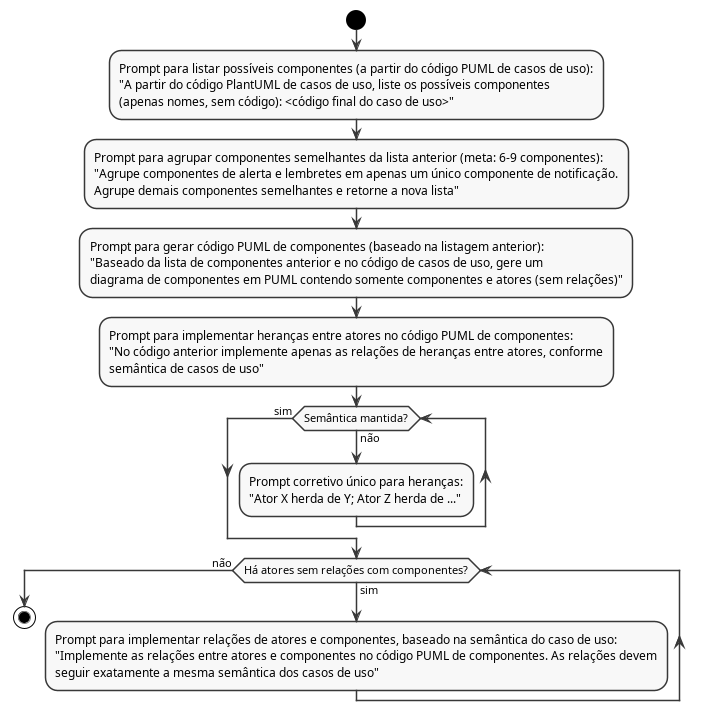 Prompt para listar possíveis componentes (a partir do código PUML de casos de uso):
"A partir do código PlantUML de casos de uso, liste os possíveis componentes
(apenas nomes, sem código): <código final do caso de uso>"
Prompt para agrupar componentes semelhantes da lista anterior (meta: 6-9 componentes):
"Agrupe componentes de alerta e lembretes em apenas um único componente de notificação.
Agrupe demais componentes semelhantes e retorne a nova lista"
Prompt para gerar código PUML de componentes (baseado na listagem anterior):
"Baseado da lista de componentes anterior e no código de casos de uso, gere um
diagrama de componentes em PUML contendo somente componentes e atores (sem relações)"
Prompt para implementar heranças entre atores no código PUML de componentes:
"No código anterior implemente apenas as relações de heranças entre atores, conforme
semântica de casos de uso"
sim
Semântica mantida?
não
Prompt corretivo único para heranças:
"Ator X herda de Y; Ator Z herda de ..."
não
Há atores sem relações com componentes?
sim
Prompt para implementar relações de atores e componentes, baseado na semântica do caso de uso:
"Implemente as relações entre atores e componentes no código PUML de componentes. As relações devem
seguir exatamente a mesma semântica dos casos de uso"